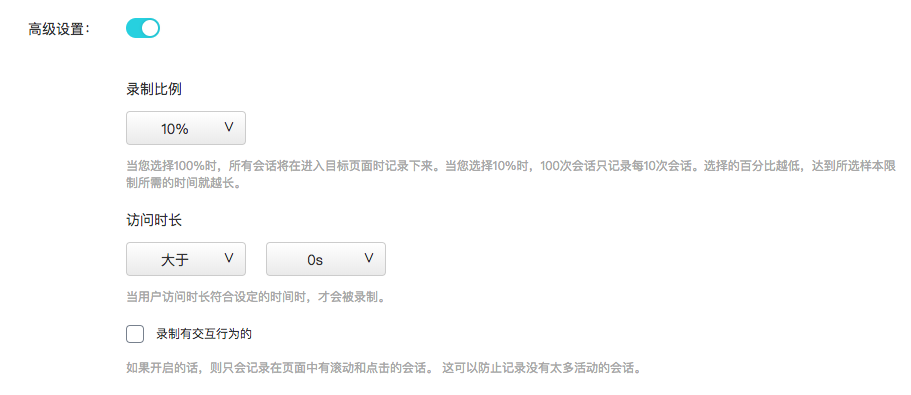 高级设置：
录制比例
10% V
当您选择100%时，所有会话将在进入目标页面时记录下来。当您选择10%时，100次会话只记录每10次会话。选择的百分比越低，达到所选样本限
制所需的时间就越长。
访问时长
大于 V 0s V
当用户访问时长符合设定的时间时，才会被录制。
录制有交互行为的
如果开启的话，则只会记录在页面中有滚动和点击的会话。 这可以防止记录没有太多活动的会话。